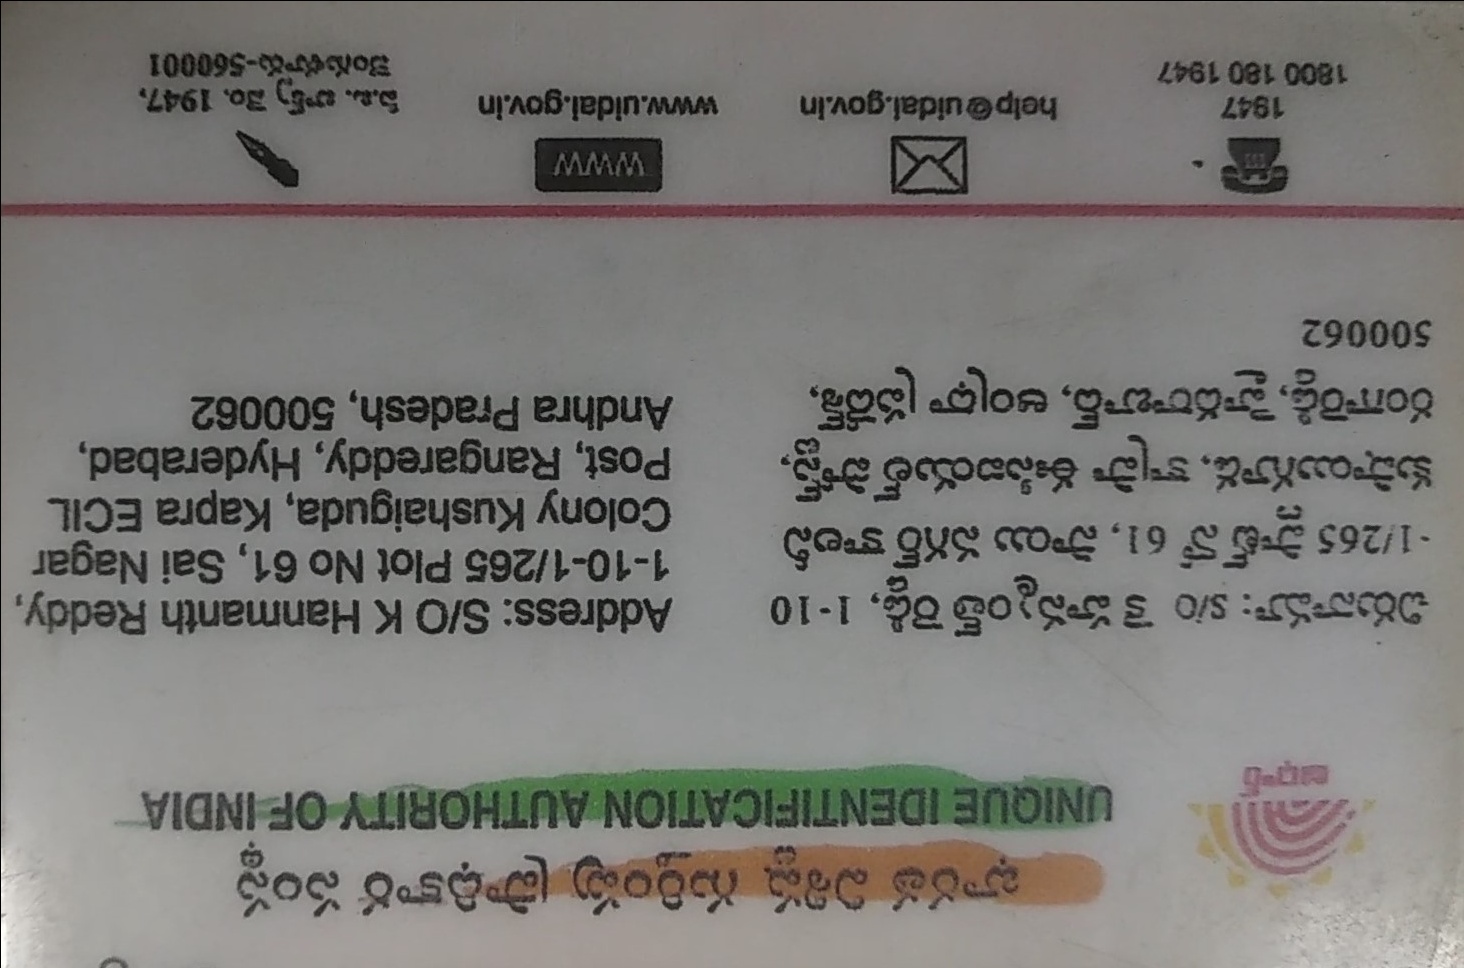 భారత విశిష్ట గుర్తింపు ప్రాధికార సంస్థ
UNIQUE IDENTIFICATION AUTHORITY OF INDIA
ఆధార్
చిరునామా: S/O కె హన్మంత్ రెడ్డి, 1-10
-1/265 ప్లాట్ నో 61, సాయి నగర్ కాలనీ
కుషాయిగూడ, కాప్రా ఈసిఐయల్ పోస్ట్,
రంగారెడ్డి, హైదరాబాద్, ఆంధ్రా ప్రదేశ్,
500062
Address: S/O K Hanmanth Reddy,
1-10-1/265 Plot No 61, Sai Nagar
Colony Kushaiguda, Kapra ECIL
Post, Rangareddy, Hyderabad,
Andhra Pradesh, 500062
1947
1800 180 1947
help@uidai.gov.in
WWW
www.uidai.gov.in
పి.ఒ. బాక్స్ నెం. 1947,
బెంగుళూరు-560001